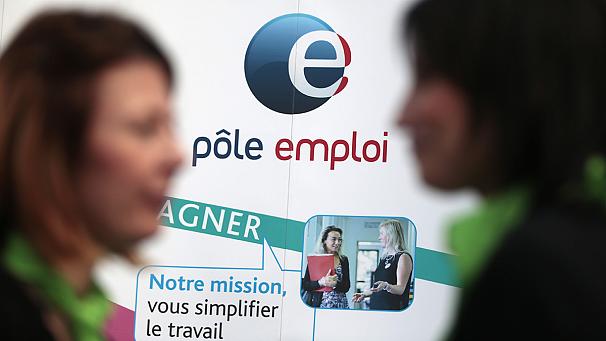 e
pôle emploi
AGNER
Notre mission,
vous simplifier
le travail